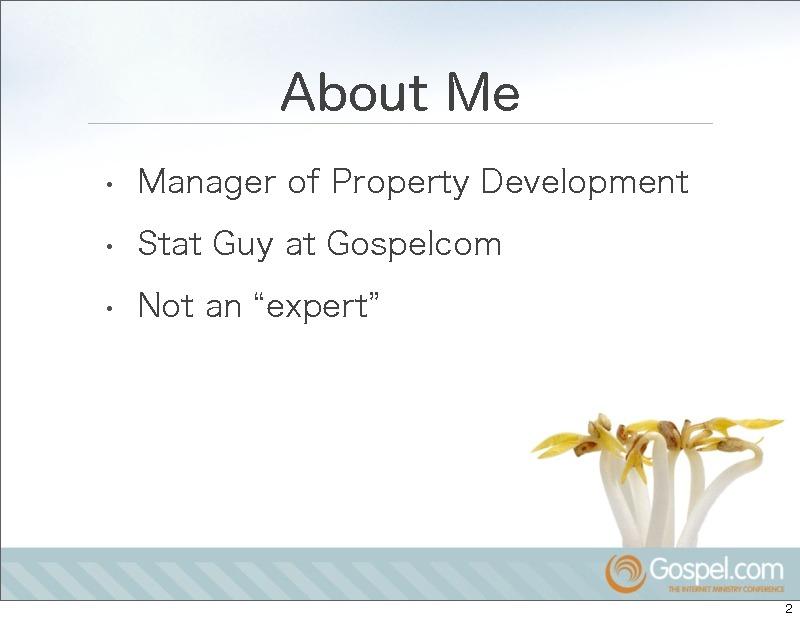 About Me
• Manager of Property Development
• Stat Guy at Gospelcom
• Not an “expert”
Gospel.com
THE INTERNET MINISTRY CONFERENCE
2